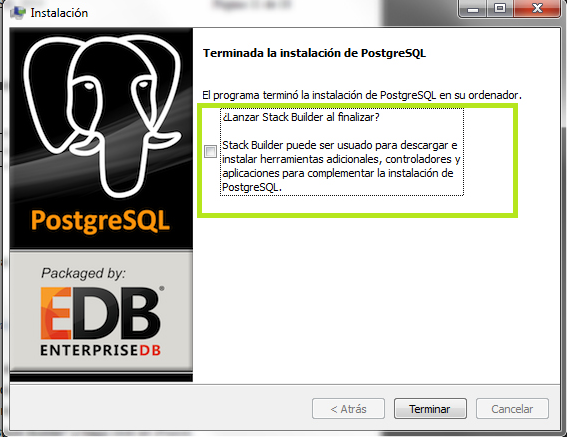 Instalación
Terminada la instalación de PostgreSQL
El programa terminó la instalación de PostgreSQL en su ordenador.
¿Lanzar Stack Builder al finalizar?
Stack Builder puede ser usuado para descargar e
instalar herramientas adicionales, controladores y
aplicaciones para complementar la instalación de
PostgreSQL.
PostgreSQL
Packaged by:
EDB
ENTERPRISEDB
< Atrás
Terminar
Cancelar